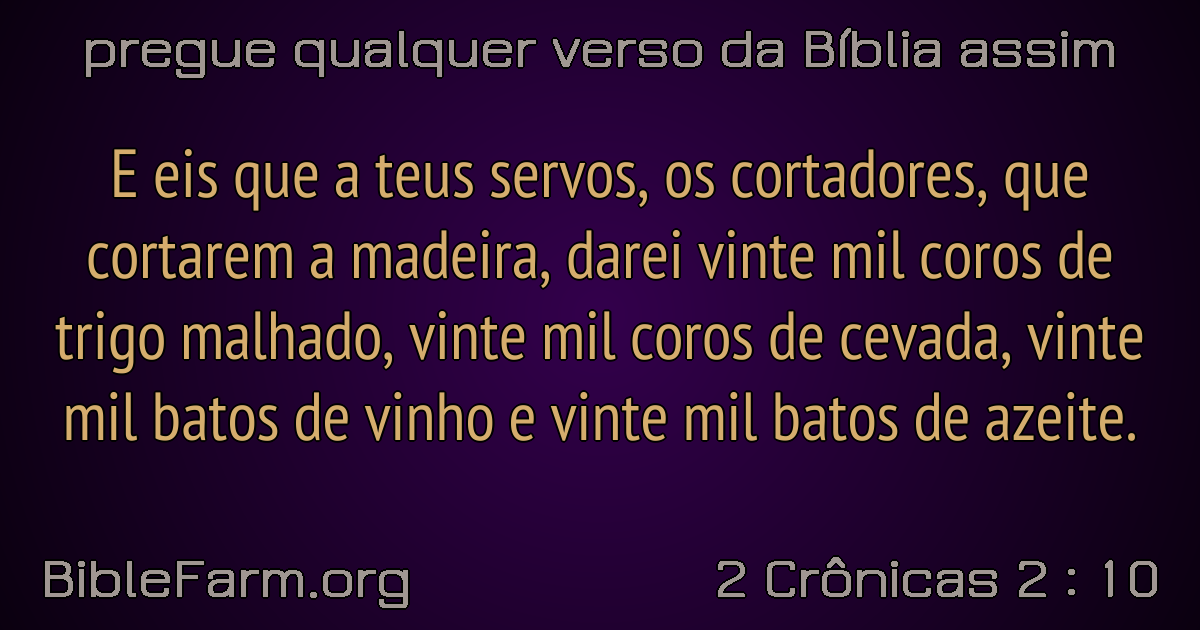 pregue qualquer verso da Bíblia assim
E eis que a teus servos, os cortadores, que
cortarem a madeira, darei vinte mil coros de
trigo malhado, vinte mil coros de cevada, vinte
mil batos de vinho e vinte mil batos de azeite.
BibleFarm.org
2 Crônicas 2 : 10